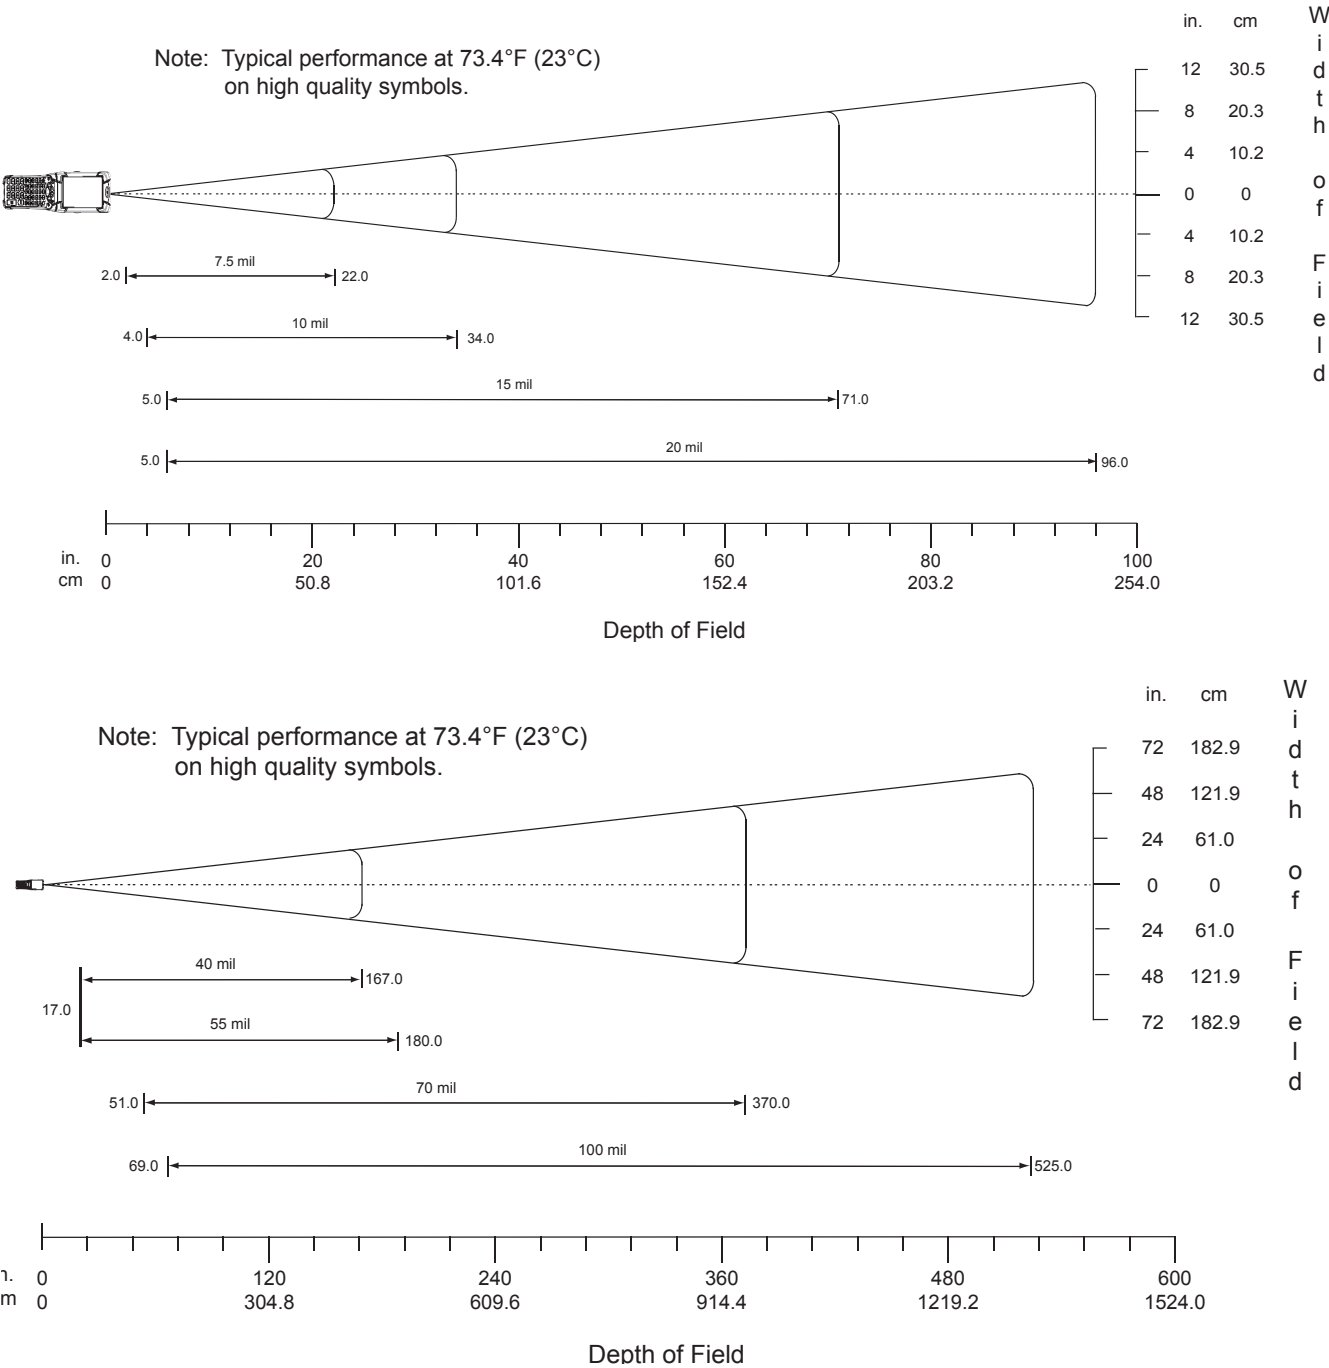 Note: Typical performance at 73.4°F (23°C)
on high quality symbols.
in. cm
12 30.5
8 20.3
4 10.2
0 0
4 10.2
8 20.3
12 30.5
Width of Field
2.0 7.5 mil 22.0
4.0 10 mil 34.0
5.0 15 mil 71.0
5.0 20 mil 96.0
in. 0 20 40 60 80 100
cm 0 50.8 101.6 152.4 203.2 254.0
Depth of Field
Note: Typical performance at 73.4°F (23°C)
on high quality symbols.
in. cm
72 182.9
48 121.9
24 61.0
0 0
24 61.0
48 121.9
72 182.9
Width of Field
40 mil 167.0
17.0
55 mil 180.0
51.0 70 mil 370.0
69.0 100 mil 525.0
n. 0 120 240 360 480 600
m 0 304.8 609.6 914.4 1219.2 1524.0
Depth of Field